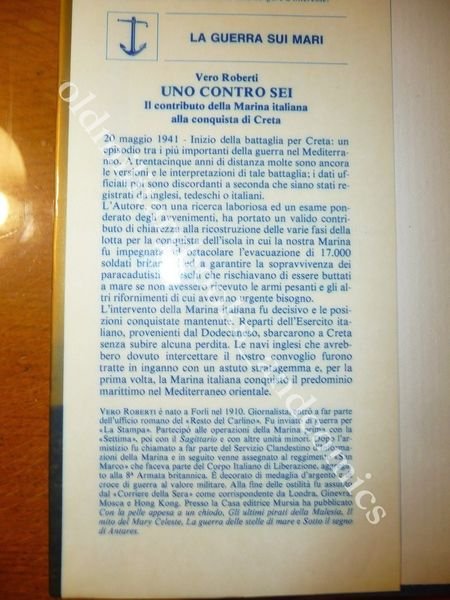 LA GUERRA SUI MARI
Vero Roberti
UNO CONTRO SEI
Il contributo della Marina italiana
alla conquista di Creta
20 maggio 1941 - Inizio della battaglia per Creta: un
episodio tra i più importanti della guerra nel Mediterra-
neo. A trentacinque anni di distanza molte sono ancora
le versioni e le interpretazioni di tale battaglia; i dati uf-
ficiali poi sono discordanti a seconda che siano stati re-
gistrati da inglesi, tedeschi o italiani.
L'Autore, con una ricerca laboriosa ed un esame pon-
derato degli avvenimenti, ha portato un valido contri-
buto di chiarezza alla ricostruzione delle varie fasi della
lotta per la conquista dell'isola in cui la nostra Marina
fu impegnata ad ostacolare l'evacuazione di 17.000
soldati ed a garantire la sopravvivenza dei
paracadutisti che rischiavano di essere buttati
a mare se non avessero ricevuto le armi pesanti e gli al-
tri rifornimenti di cui avevano urgente bisogno.
L'intervento della Marina italiana fu decisivo e le posi-
zioni conquistate mantenute. Reparti dell'Esercito ita-
liano, provenienti dal Dodecaneso, sbarcarono a Creta
senza subire alcuna perdita. Le navi inglesi che avreb-
bero dovuto intercettare il nostro convoglio furono
tratte in inganno con un astuto stratagemma e, per la
prima volta, la Marina italiana conquistò il predominio
marittimo nel Mediterraneo orientale.
VERO ROBERTI è nato a Forlì nel 1910. Giornalista, entrò a far parte
dell'ufficio romano del «Resto del Carlino». Fu inviato di guerra per
«La Stampa». Partecipò alle operazioni della Marina prima con la
«Settima», poi con il Sagittario e con altre unità minori. Dopo l'ar-
mistizio fu chiamato a far parte del Servizio Clandestino
della Marina e in seguito venne assegnato al reggimento
Marco» che faceva parte del Corpo Italiano di Liberazione,
to alla 8ª Armata britannica. È decorato di medaglia d'argento e
croce di guerra al valore militare. Alla fine delle ostilità fu assunto
dal «Corriere della Sera» come corrispondente da Londra, Ginevra,
Mosca e Hong Kong. Presso la Casa editrice Mursia ha pubblicato
Con la pelle appesa a un chiodo, Gli ultimi pirati della Malesia, Il
mito del Mary Celeste, La guerra delle stelle di mare e Sotto il segno
di Antares.